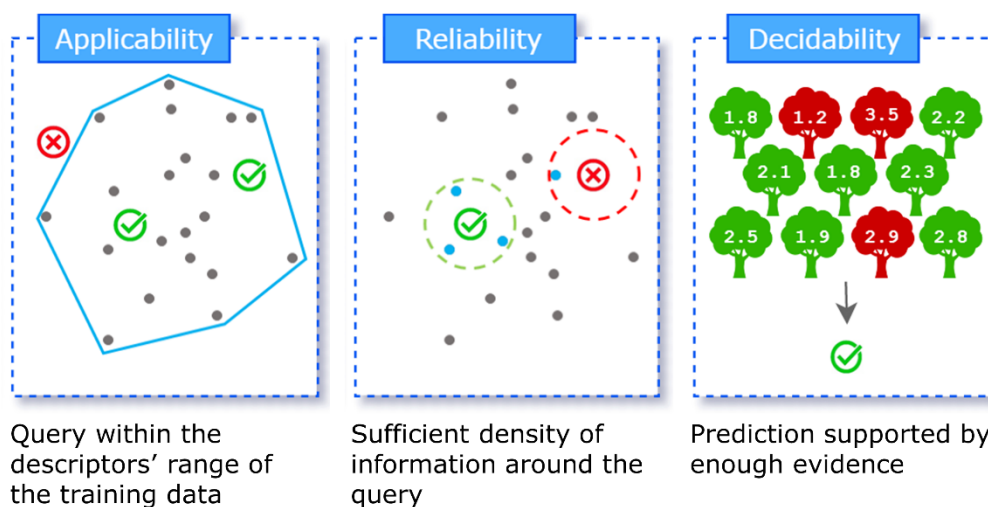 Applicability
Reliability
Decidability
1.8
1.2
3.5
2.2
2.1
1.8
2.3
2.5
1.9
2.9
2.8
Query within the
descriptors' range of
the training data
Sufficient density of
information around the
query
Prediction supported by
enough evidence